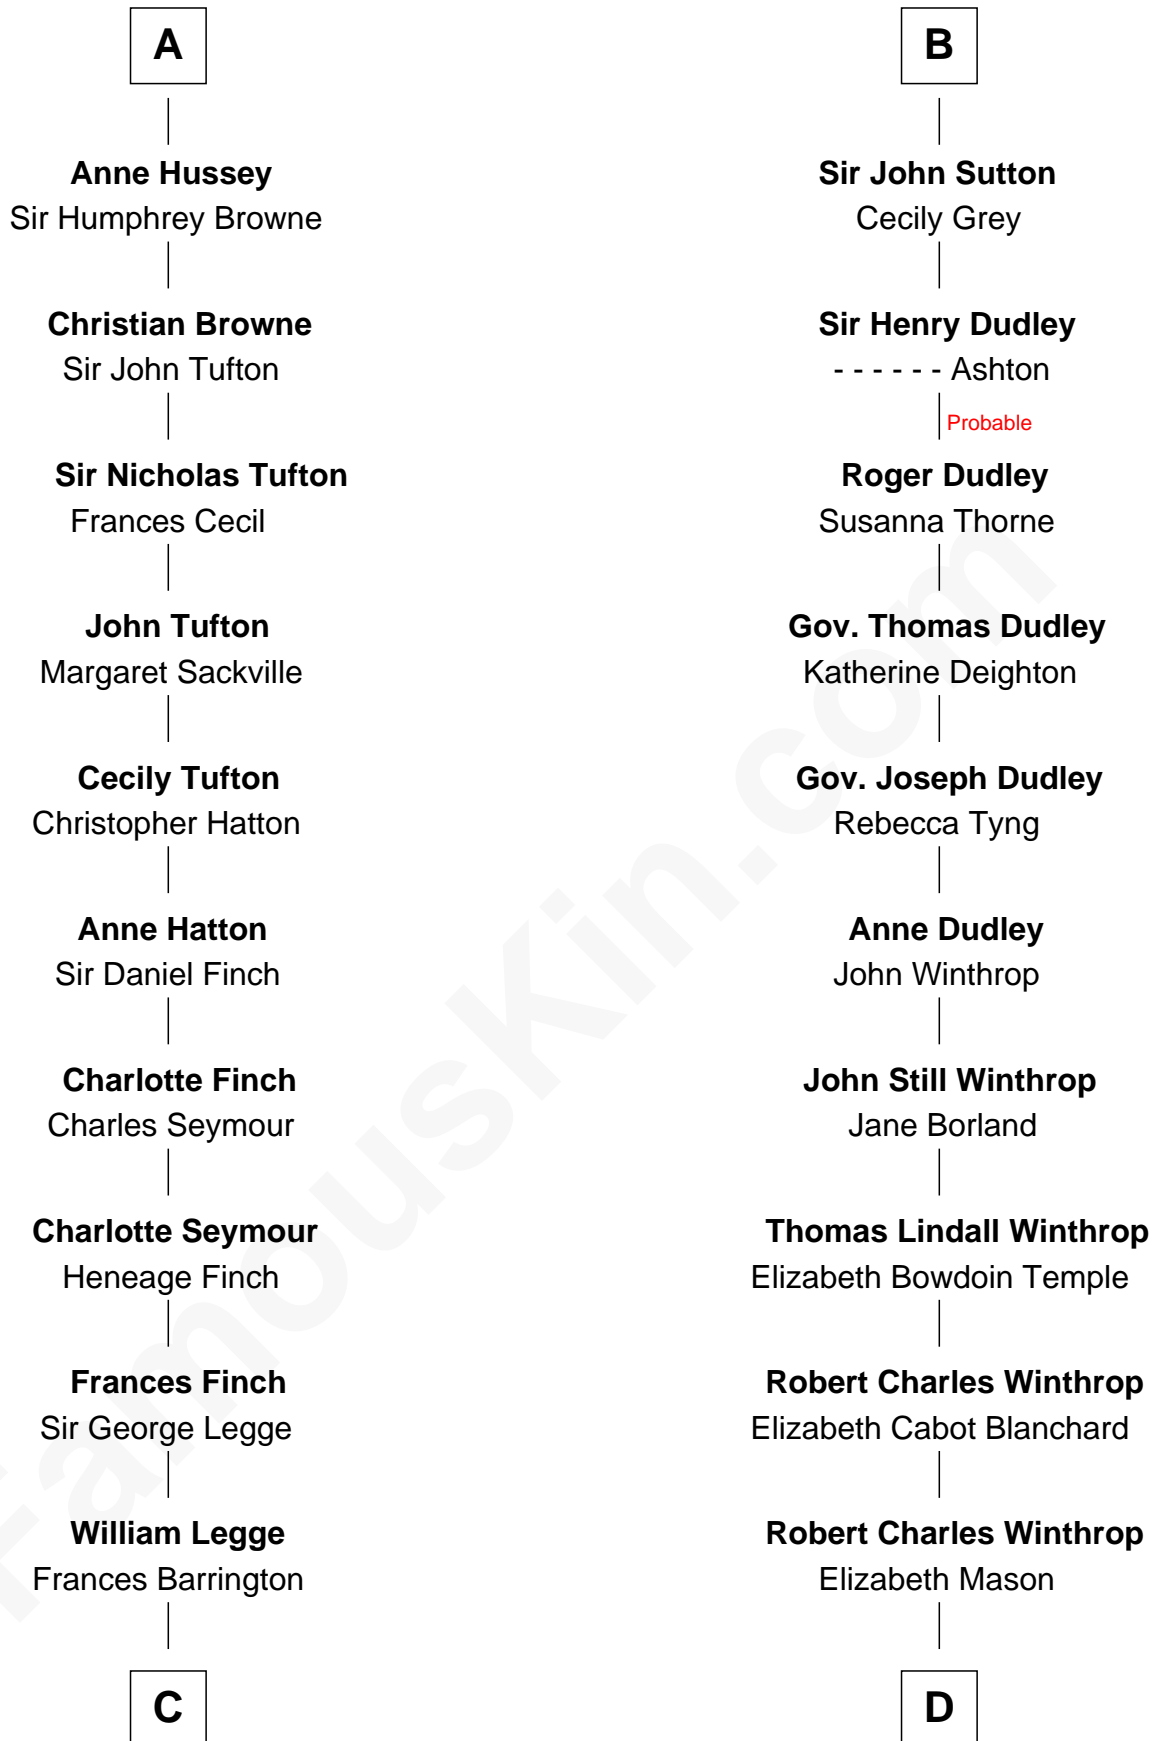 A
Anne Hussey
Sir Humphrey Browne
Christian Browne
Sir John Tufton
Sir Nicholas Tufton
Frances Cecil
John Tufton
Margaret Sackville
Cecily Tufton
Christopher Hatton
Anne Hatton
Sir Daniel Finch
Charlotte Finch
Charles Seymour
Charlotte Seymour
Heneage Finch
Frances Finch
Sir George Legge
William Legge
Frances Barrington
C
B
Sir John Sutton
Cecily Grey
Sir Henry Dudley
- - - - - - Ashton
Probable
Roger Dudley
Susanna Thorne
Gov. Thomas Dudley
Katherine Deighton
Gov. Joseph Dudley
Rebecca Tyng
Anne Dudley
John Winthrop
John Still Winthrop
Jane Borland
Thomas Lindall Winthrop
Elizabeth Bowdoin Temple
Robert Charles Winthrop
Elizabeth Cabot Blanchard
Robert Charles Winthrop
Elizabeth Mason
D
FamousKin.com